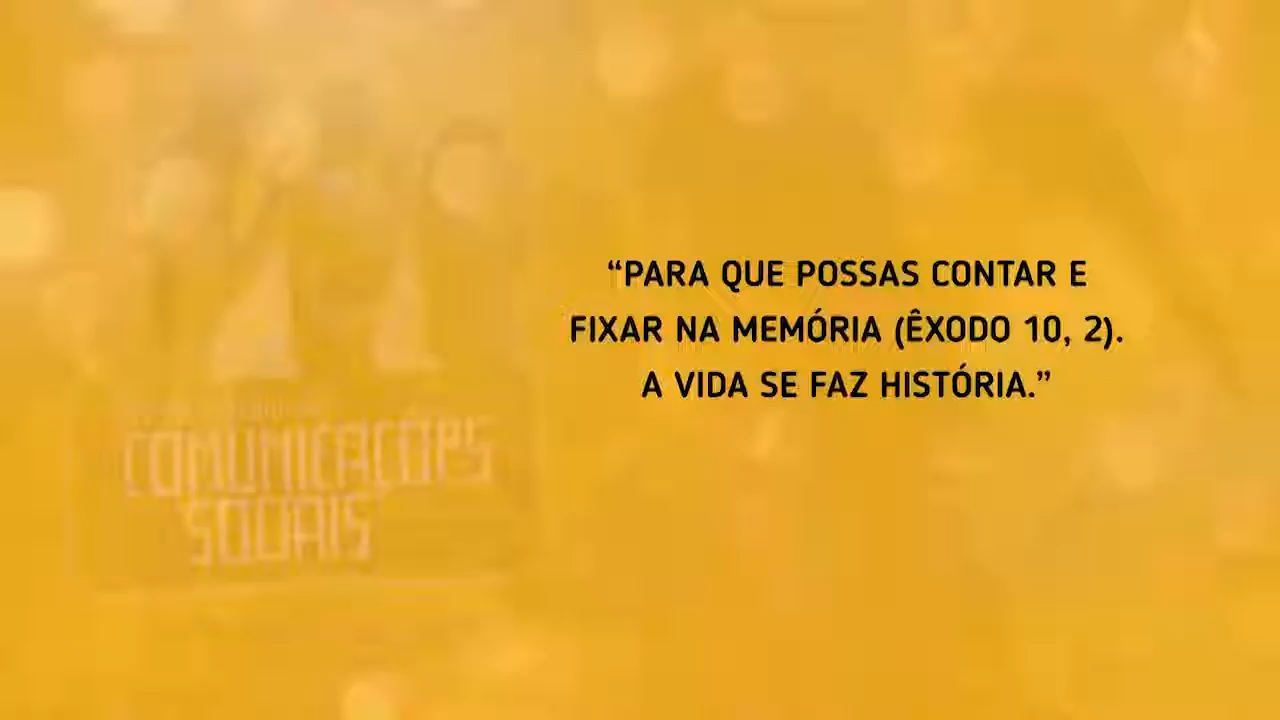 “PARA QUE POSSAS CONTAR E
FIXAR NA MEMÓRIA (ÊXODO 10, 2).
A VIDA SE FAZ HISTÓRIA.”
COMUNICAÇÕES
SOCIAIS